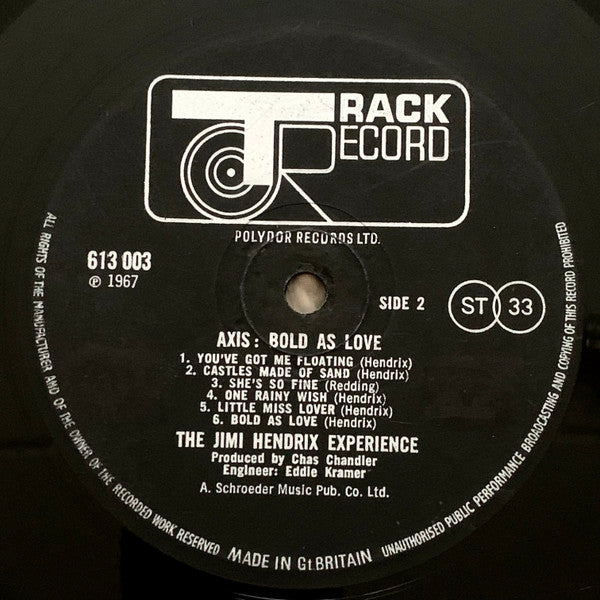 TRACK
RECORD
POLYDOR RECORDS LTD.
613 003
℗ 1967
SIDE 2
ST 33
AXIS: BOLD AS LOVE
1. YOU'VE GOT ME FLOATING (Hendrix)
2. CASTLES MADE OF SAND (Hendrix)
3. SHE'S SO FINE (Redding)
4. ONE RAINY WISH (Hendrix)
5. LITTLE MISS LOVER (Hendrix)
6. BOLD AS LOVE (Hendrix)
THE JIMI HENDRIX EXPERIENCE
Produced by Chas Chandler
Engineer: Eddie Kramer
A. Schroeder Music Pub. Co. Ltd.
ALL RIGHTS OF THE MANUFACTURER AND OF THE OWNER OF THE RECORDED WORK RESERVED
MADE IN Gt.BRITAIN
UNAUTHORISED PUBLIC PERFORMANCE BROADCASTING AND COPYING OF THIS RECORD PROHIBITED